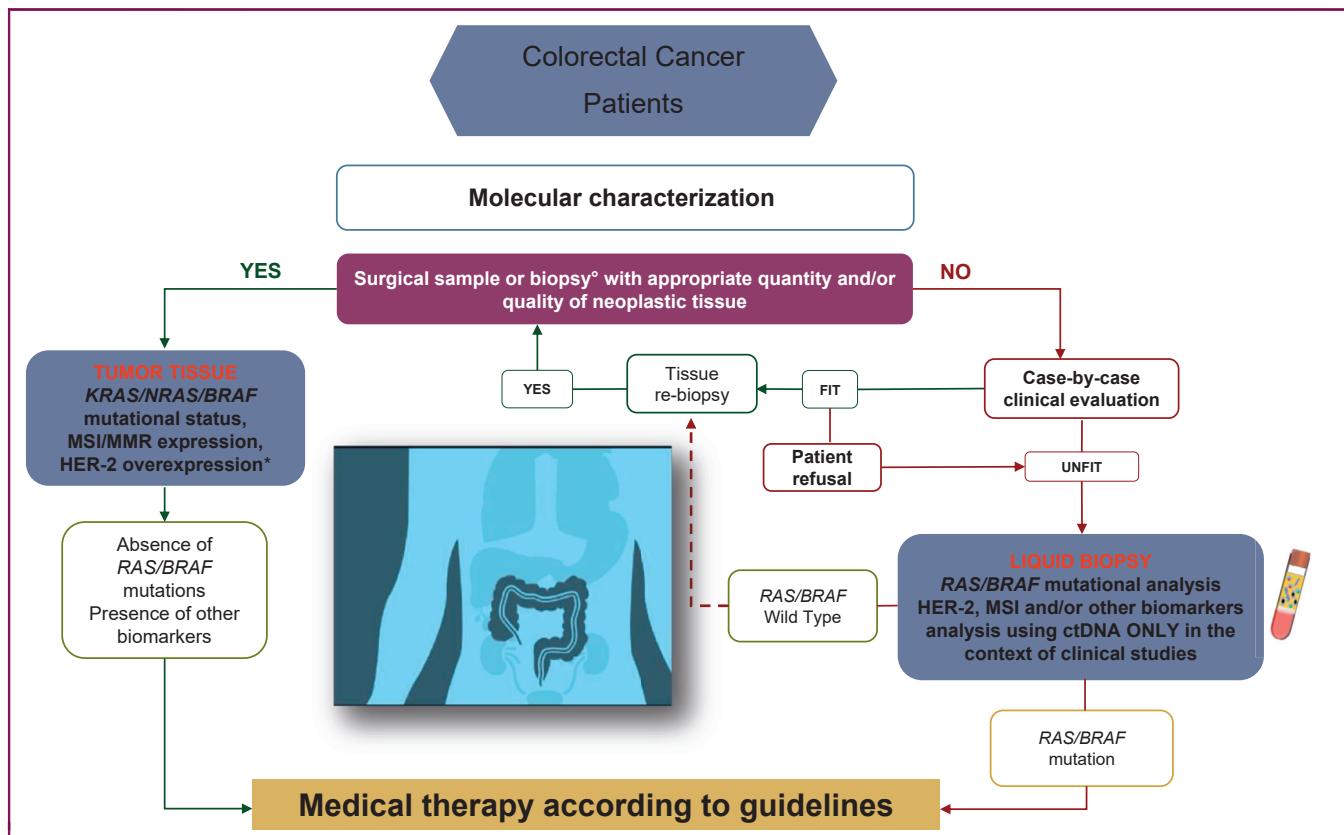 Colorectal Cancer
Patients
Molecular characterization
YES
Surgical sample or biopsy° with appropriate quantity and/or
quality of neoplastic tissue
NO
TUMOR TISSUE
KRAS/NRAS/BRAF
mutational status,
MSI/MMR expression,
HER-2 overexpression*
YES
Tissue
re-biopsy
FIT
Case-by-case
clinical evaluation
Patient
refusal
UNFIT
Absence of
RAS/BRAF
mutations
Presence of other
biomarkers
RAS/BRAF
Wild Type
LIQUID BIOPSY
RAS/BRAF mutational analysis
HER-2, MSI and/or other biomarkers
analysis using ctDNA ONLY in the
context of clinical studies
RAS/BRAF
mutation
Medical therapy according to guidelines